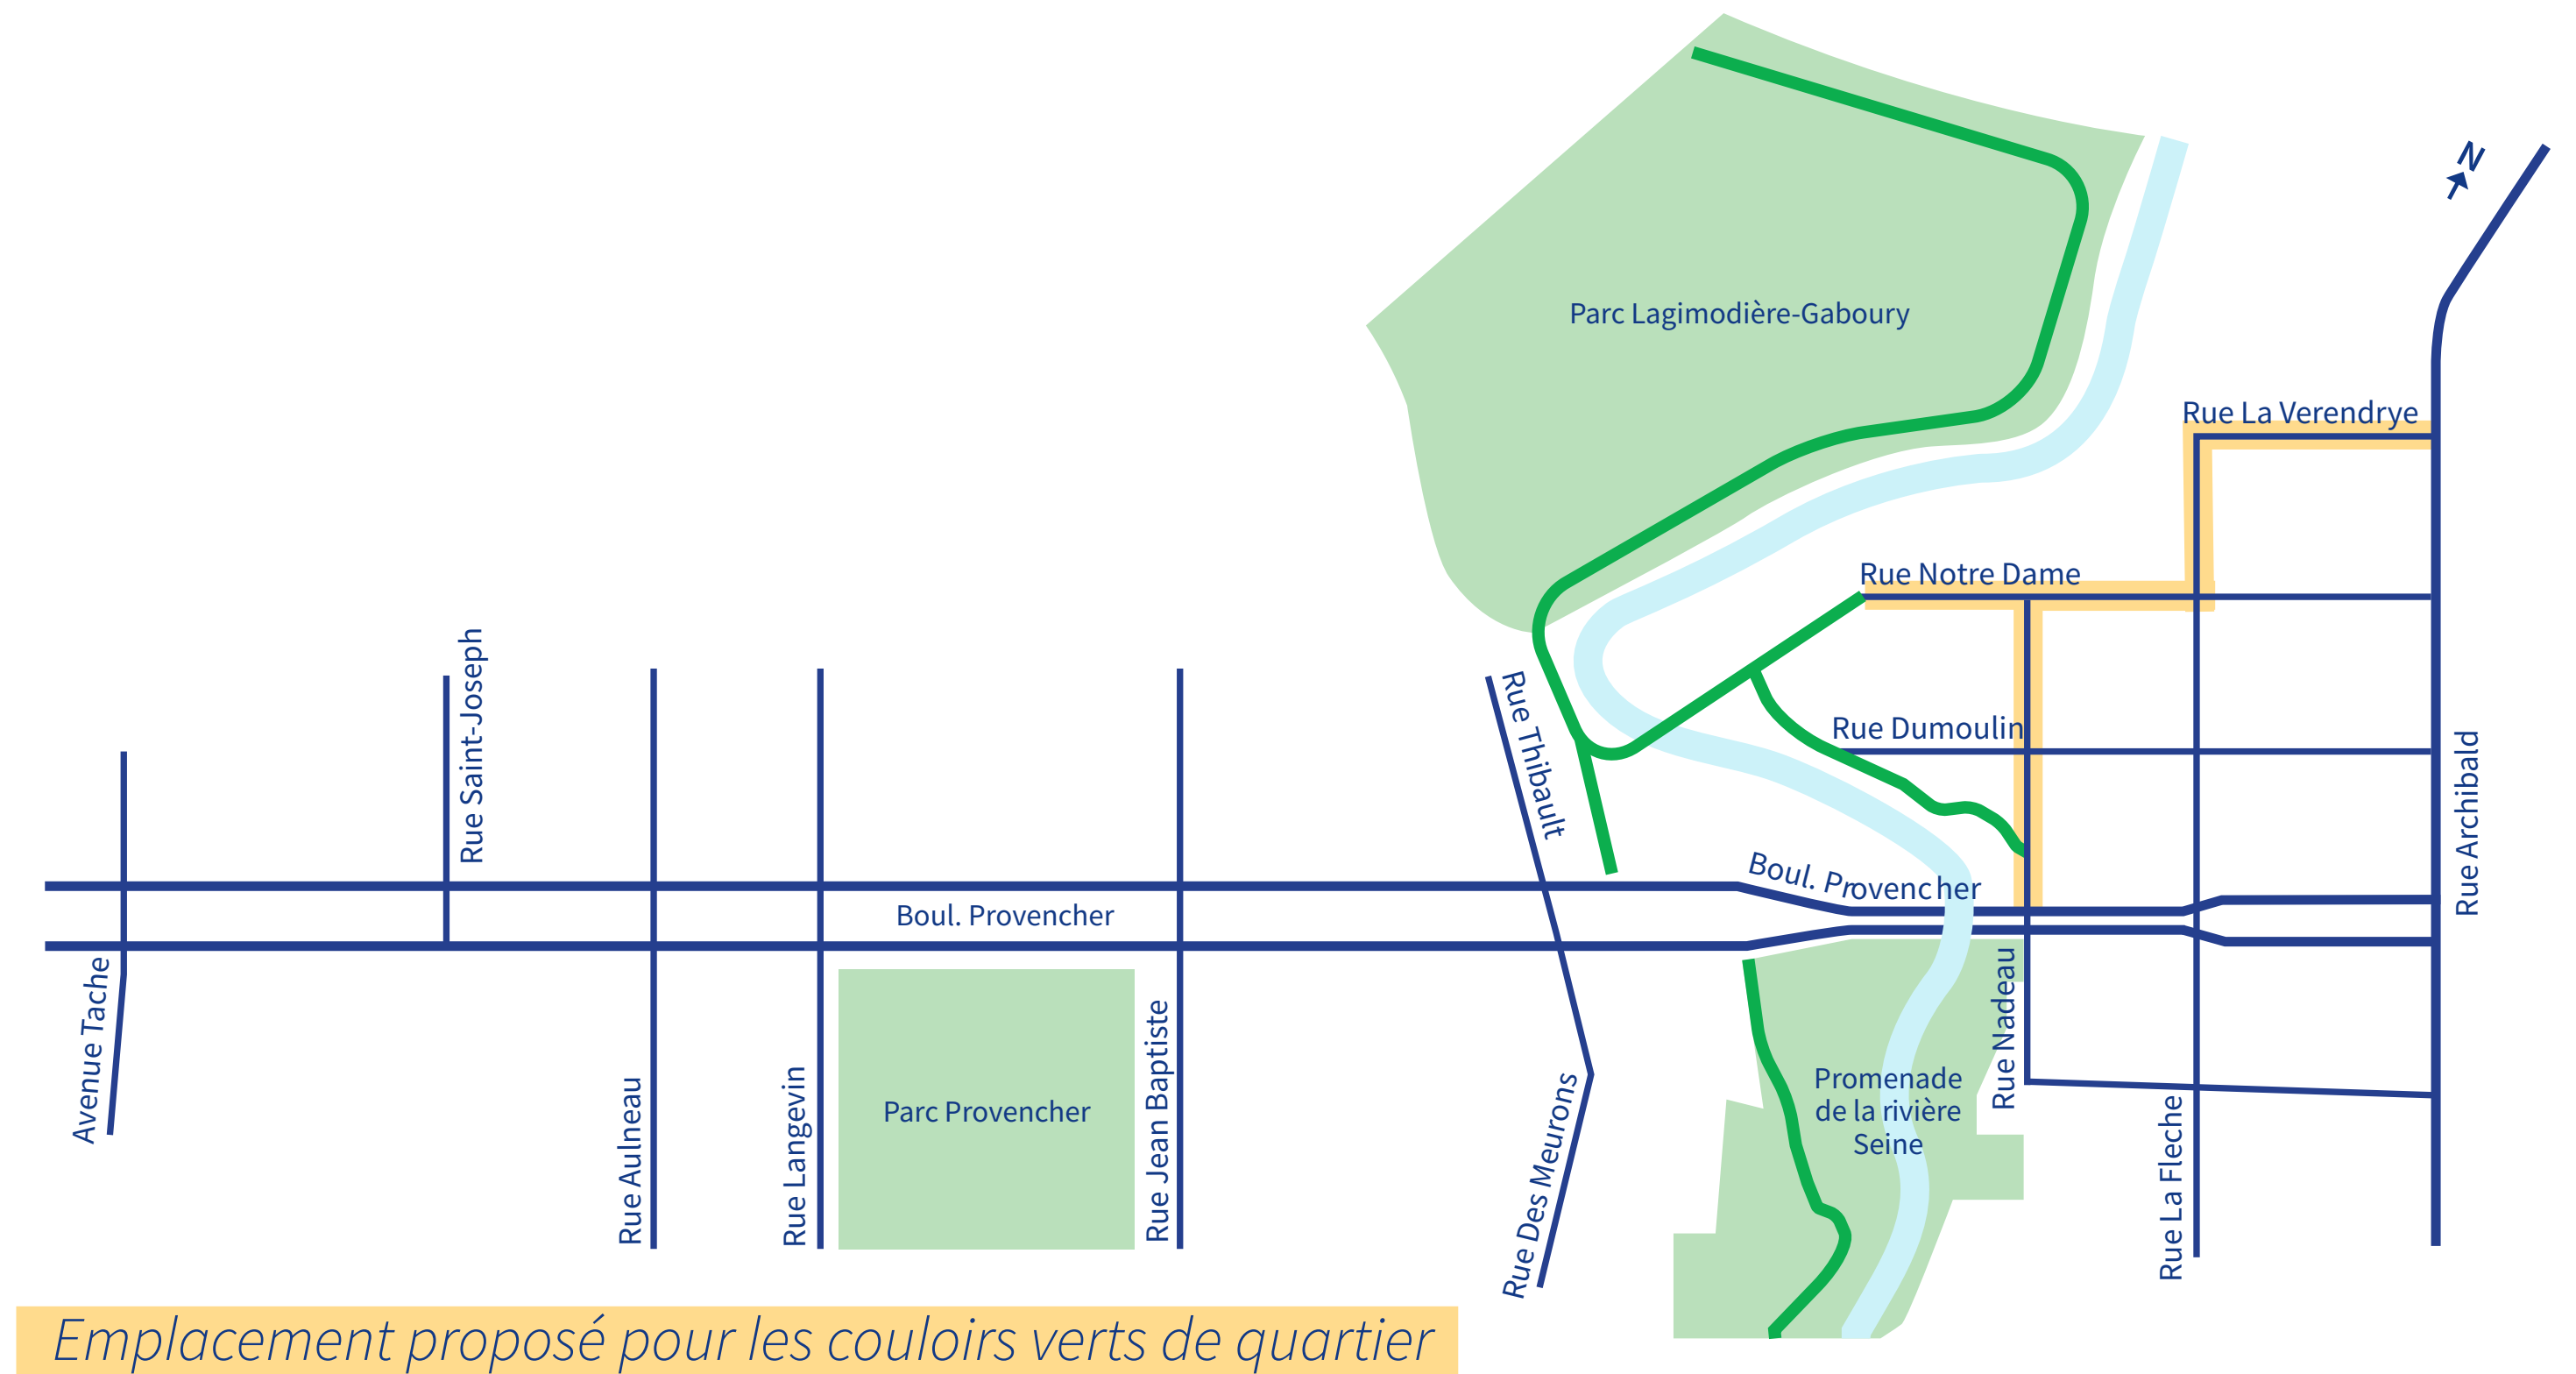 N
Parc Lagimodière-Gaboury
Rue La Verendrye
Rue Notre Dame
Rue Saint-Joseph
Rue Thibault
Rue Dumoulin
Rue Archibald
Boul. Provencher
Boul. Provencher
Avenue Tache
Rue Aulneau
Rue Langevin
Parc Provencher
Rue Jean Baptiste
Rue Des Meurons
Promenade
de la rivière
Seine
Rue Nadeau
Rue La Fleche
Emplacement proposé pour les couloirs verts de quartier